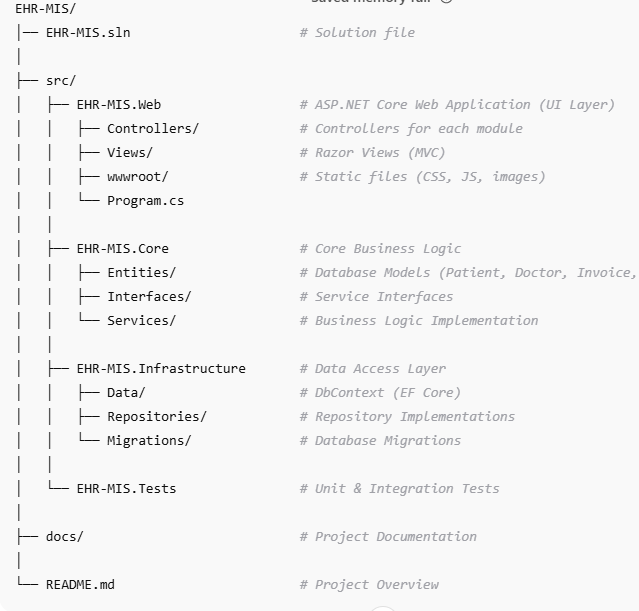 Saved memory full
EHR-MIS/
│── EHR-MIS.sln                      # Solution file
│
├── src/
│   ├── EHR-MIS.Web                  # ASP.NET Core Web Application (UI Layer)
│   │   ├── Controllers/             # Controllers for each module
│   │   ├── Views/                   # Razor Views (MVC)
│   │   ├── wwwroot/                 # Static files (CSS, JS, images)
│   │   └── Program.cs
│   │
│   ├── EHR-MIS.Core                 # Core Business Logic
│   │   ├── Entities/                # Database Models (Patient, Doctor, Invoice,
│   │   ├── Interfaces/              # Service Interfaces
│   │   └── Services/                # Business Logic Implementation
│   │
│   ├── EHR-MIS.Infrastructure       # Data Access Layer
│   │   ├── Data/                    # DbContext (EF Core)
│   │   ├── Repositories/            # Repository Implementations
│   │   └── Migrations/              # Database Migrations
│   │
│   └── EHR-MIS.Tests                # Unit & Integration Tests
│
├── docs/                            # Project Documentation
│
└── README.md                        # Project Overview